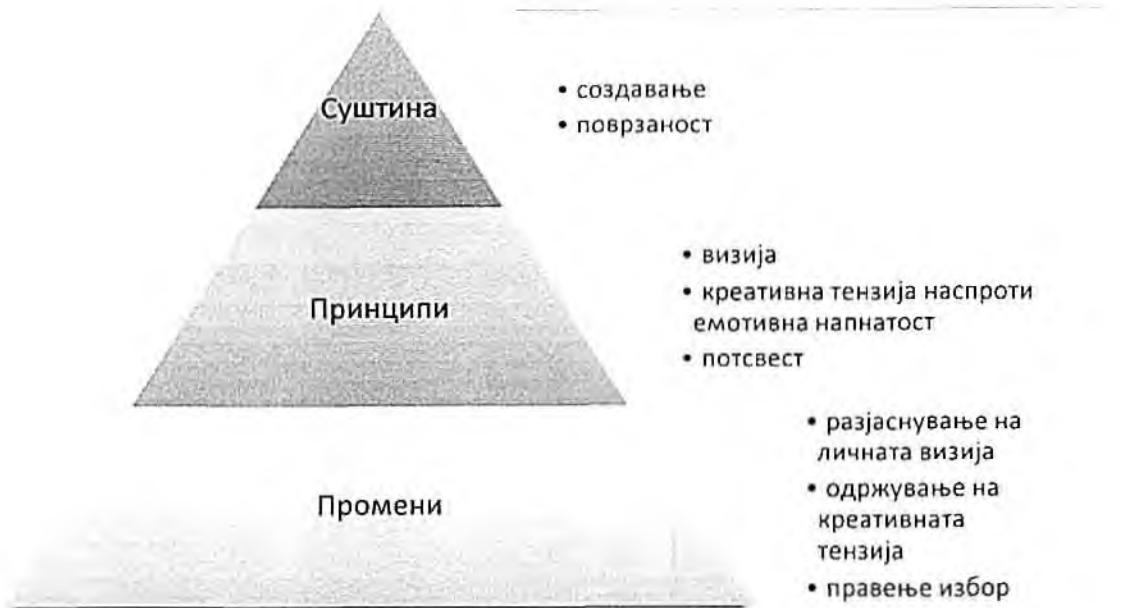 Суштина
• создавање
• поврзаност
Принципи
• визија
• креативна тензија наспроти
емотивна напнатост
• потсвест
Промени
• разјаснување на
личната визија
• одржување на
креативната
тензија
• правење избор